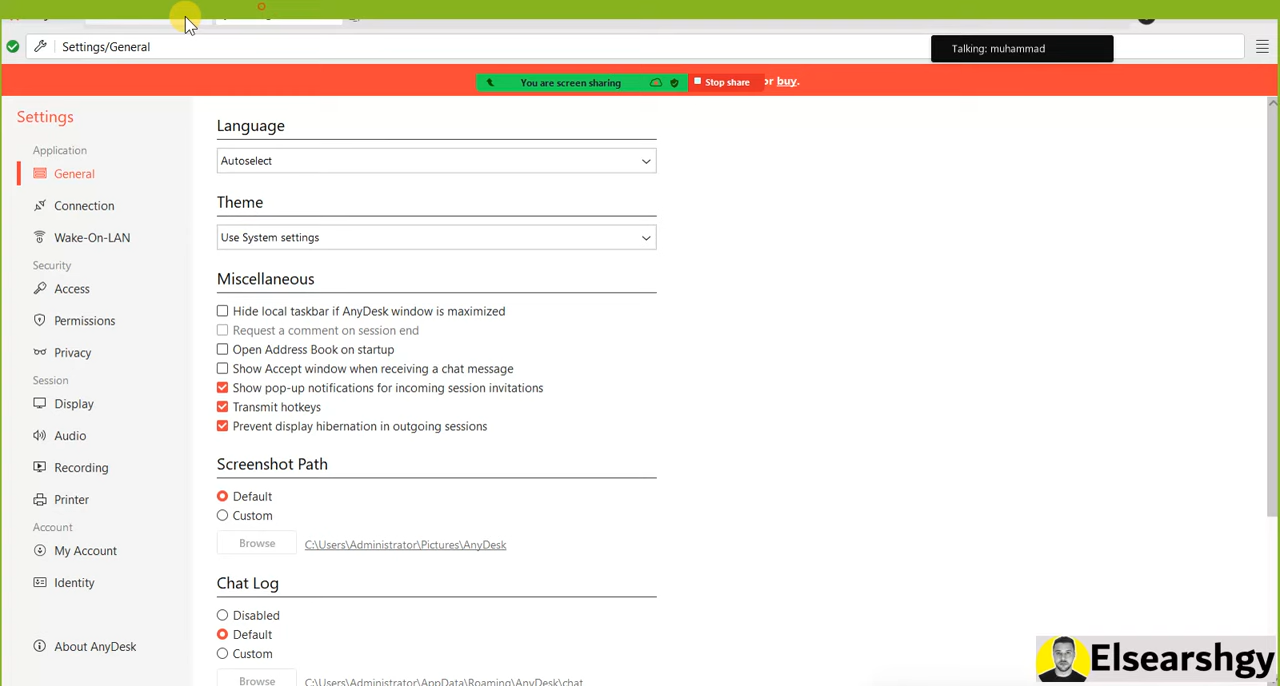 Settings/General
Talking: muhammad
You are screen sharing
Stop share
or buy.
Settings
Application
General
Connection
Wake-On-LAN
Security
Access
Permissions
Privacy
Session
Display
Audio
Recording
Printer
Account
My Account
Identity
About AnyDesk
Language
Autoselect
Theme
Use System settings
Miscellaneous
Hide local taskbar if AnyDesk window is maximized
Request a comment on session end
Open Address Book on startup
Show Accept window when receiving a chat message
Show pop-up notifications for incoming session invitations
Transmit hotkeys
Prevent display hibernation in outgoing sessions
Screenshot Path
Default
Custom
Browse C:\Users\Administrator\Pictures\AnyDesk
Chat Log
Disabled
Default
Custom
Browse C:\Users\Administrator\AppData\Roaming\AnyDesk\chat
Elsearshgy